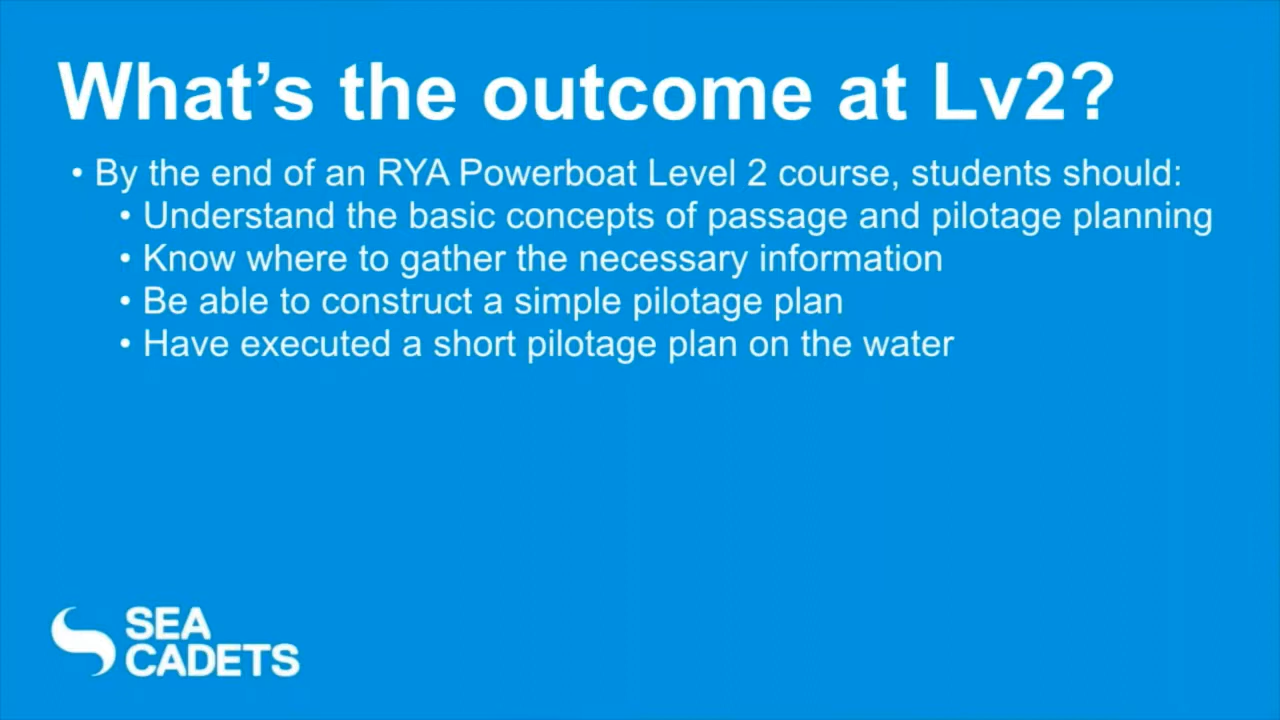 What’s the outcome at Lv2?
• By the end of an RYA Powerboat Level 2 course, students should:
• Understand the basic concepts of passage and pilotage planning
• Know where to gather the necessary information
• Be able to construct a simple pilotage plan
• Have executed a short pilotage plan on the water
SEA
CADETS